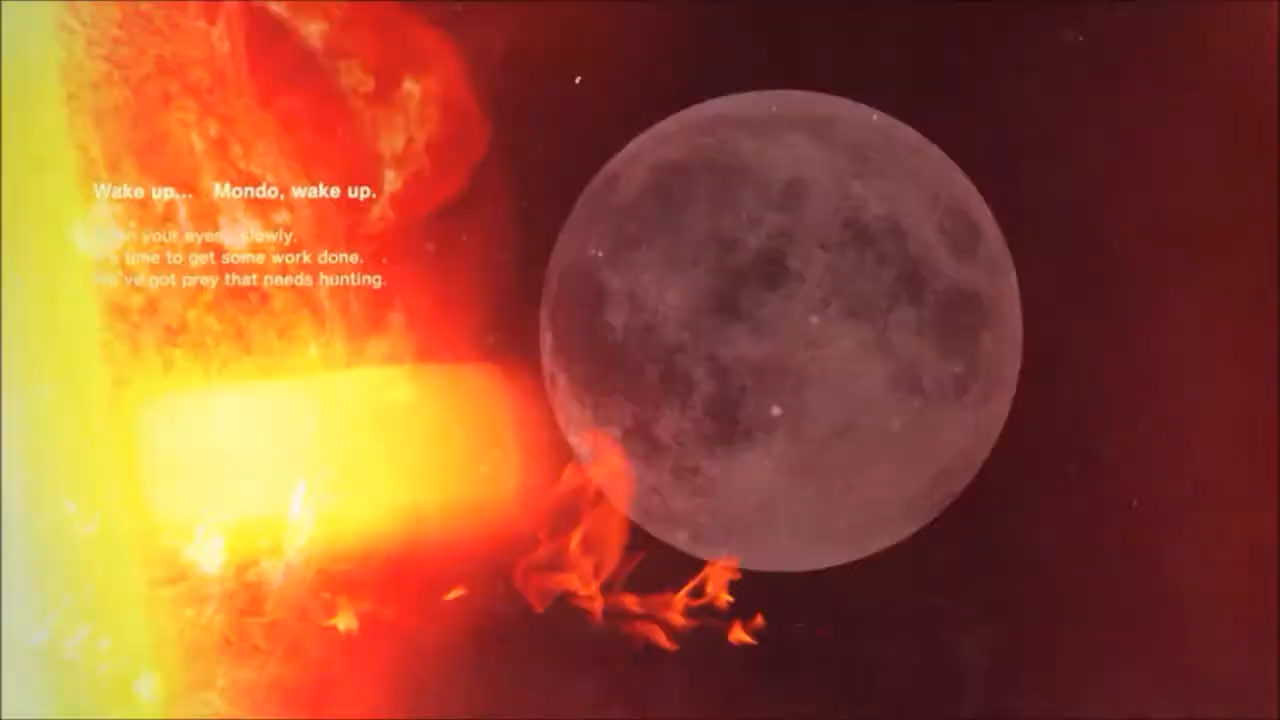 Wake up... Mondo, wake up.
your eyes, slowly.
time to get some work done.
got prey that needs hunting.